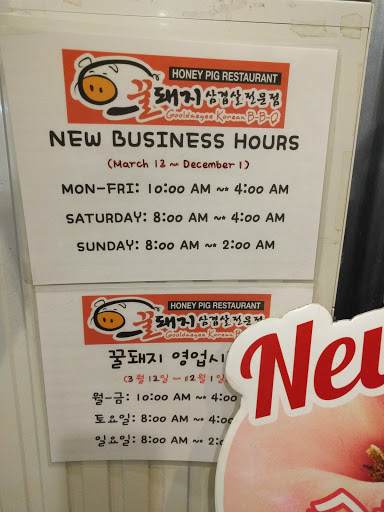 HONEY PIG RESTAURANT
꿀돼지 삼겹살전문점
Gooldaegee Korean B-B-Q
NEW BUSINESS HOURS
(March 12 ~ December 1)
MON-FRI: 10:00 AM ~* 4:00 AM
SATURDAY: 8:00 AM ~* 4:00 AM
SUNDAY: 8:00 AM ~* 2:00 AM
HONEY PIG RESTAURANT
꿀돼지 삼겹살전문점
Gooldaegee Korean B
꿀돼지 영업시
(3월 12일 ~ 12월 1일
월-금: 10:00 AM ~* 4:00
토요일: 8:00 AM ~* 4:0
일요일: 8:00 AM ~* 2:0
New